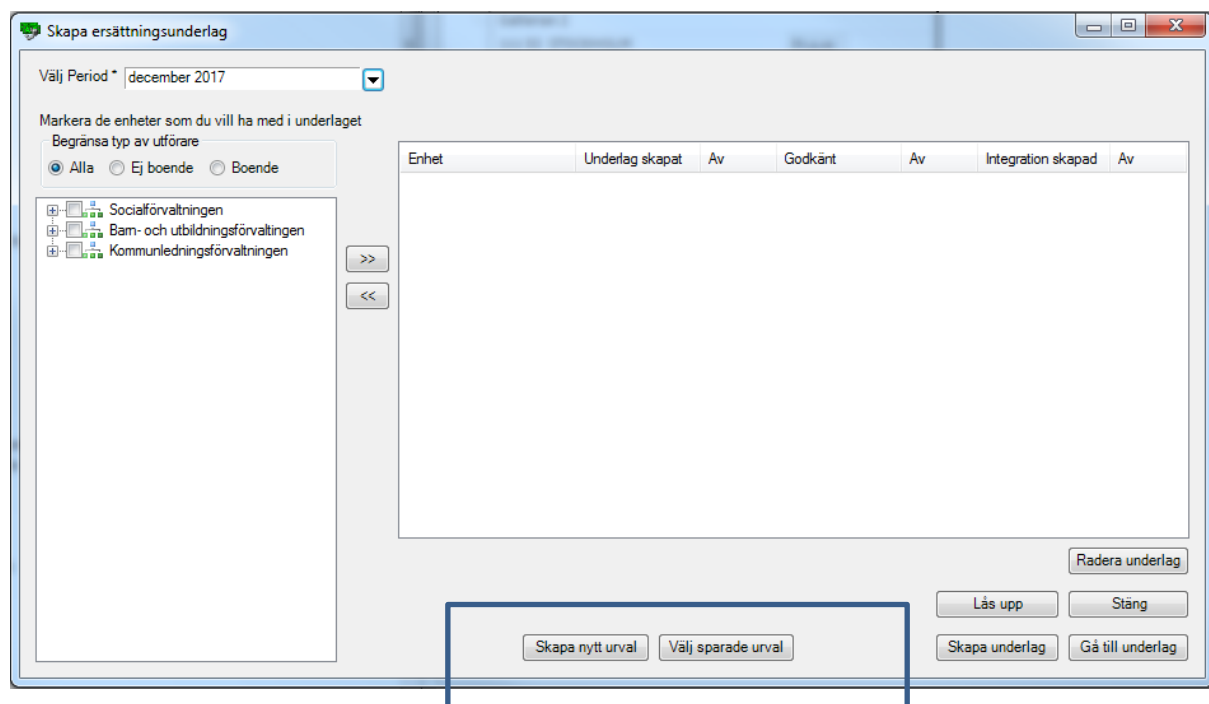 Skapa ersättningsunderlag
Välj Period * december 2017
Markera de enheter som du vill ha med i underlaget
Begränsa typ av utförare
Alla Ej boende Boende
Enhet Underlag skapat Av Godkänt Av Integration skapad Av
Socialförvaltningen
Barn- och utbildningsförvaltingen
Kommunledningsförvaltningen
>>
<<
Radera underlag
Lås upp Stäng
Skapa nytt urval Välj sparade urval Skapa underlag Gå till underlag